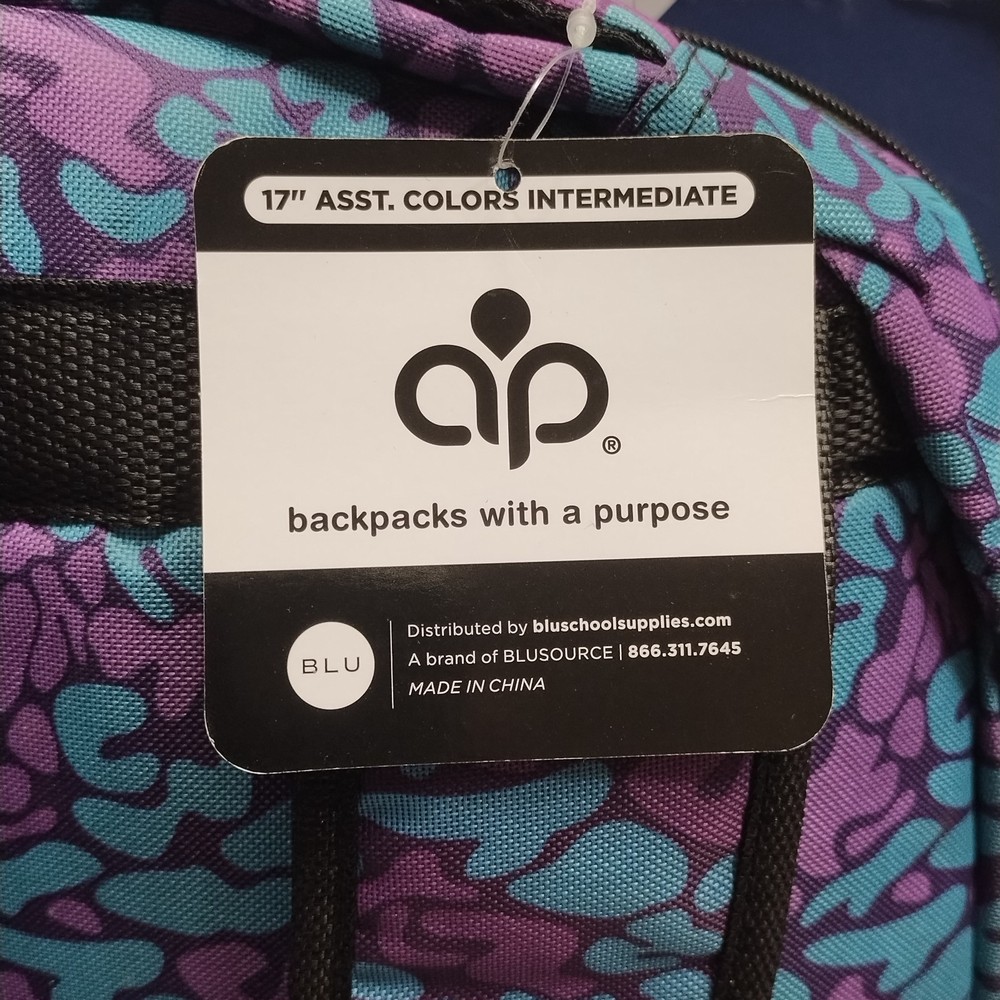 17" ASST. COLORS INTERMEDIATE
ap®
backpacks with a purpose
BLU
Distributed by bluschoolsupplies.com
A brand of BLUSOURCE | 866.311.7645
MADE IN CHINA